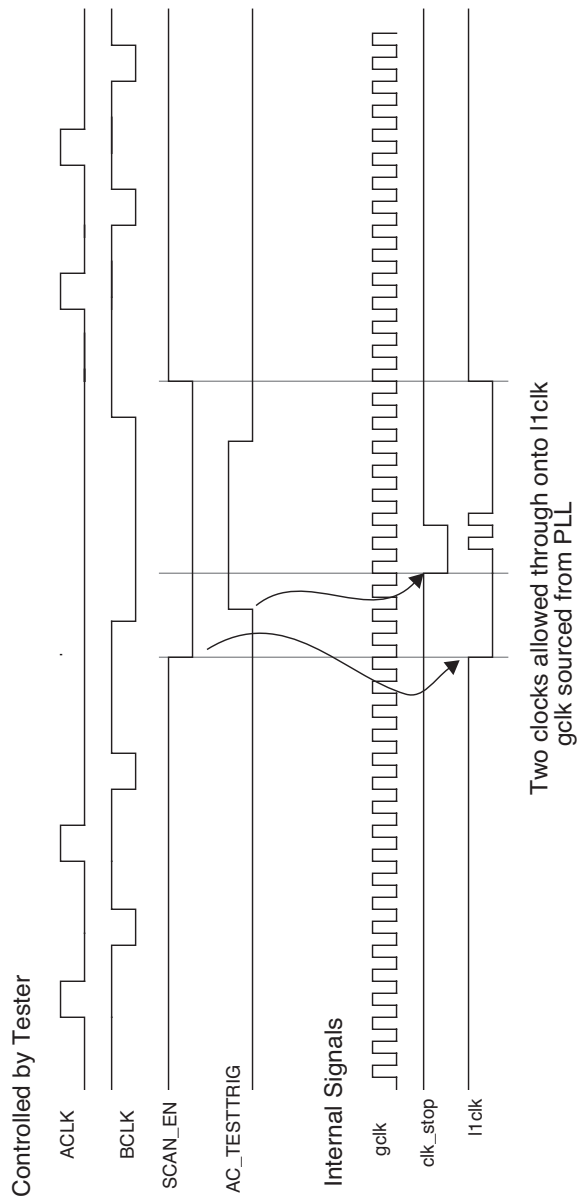 Controlled by Tester
ACLK
BCLK
SCAN_EN
AC_TESTTRIG
Internal Signals
gclk
clk_stop
l1clk
Two clocks allowed through onto l1clk
gclk sourced from PLL